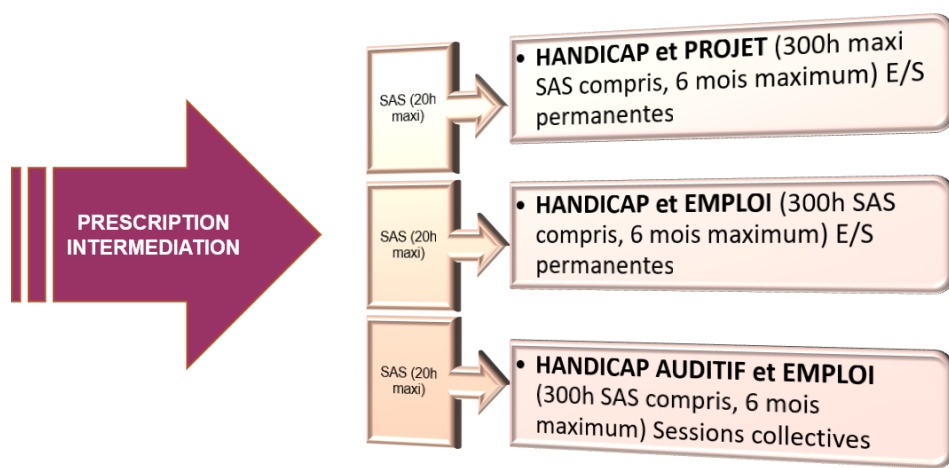 PRESCRIPTION
INTERMEDIATION
SAS (20h
maxi)
• HANDICAP et PROJET (300h maxi
SAS compris, 6 mois maximum) E/S
permanentes
SAS (20h
maxi)
• HANDICAP et EMPLOI (300h SAS
compris, 6 mois maximum) E/S
permanentes
SAS (20h
maxi)
• HANDICAP AUDITIF et EMPLOI
(300h SAS compris, 6 mois
maximum) Sessions collectives